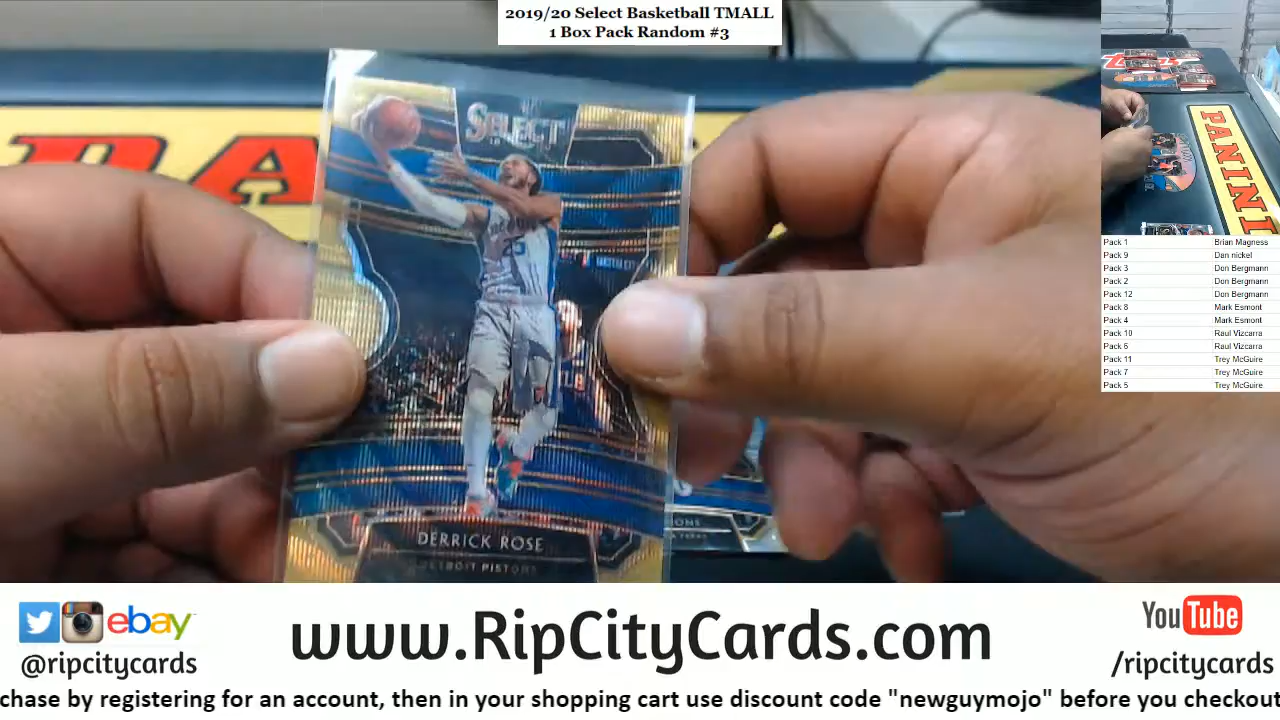 2019/20 Select Basketball TMALL
1 Box Pack Random #3
SELECT
25
DERRICK ROSE
DETROIT PISTONS
PANINI
Pack 1 Brian Magness
Pack 9 Dan nickel
Pack 3 Don Bergmann
Pack 2 Don Bergmann
Pack 12 Don Bergmann
Pack 8 Mark Esmont
Pack 4 Mark Esmont
Pack 10 Raul Vizcarra
Pack 6 Raul Vizcarra
Pack 11 Trey McGuire
Pack 7 Trey McGuire
Pack 5 Trey McGuire
ebay
@ripcitycards
www.RipCityCards.com
YouTube
/ripcitycards
chase by registering for an account, then in your shopping cart use discount code "newguymojo" before you checkout